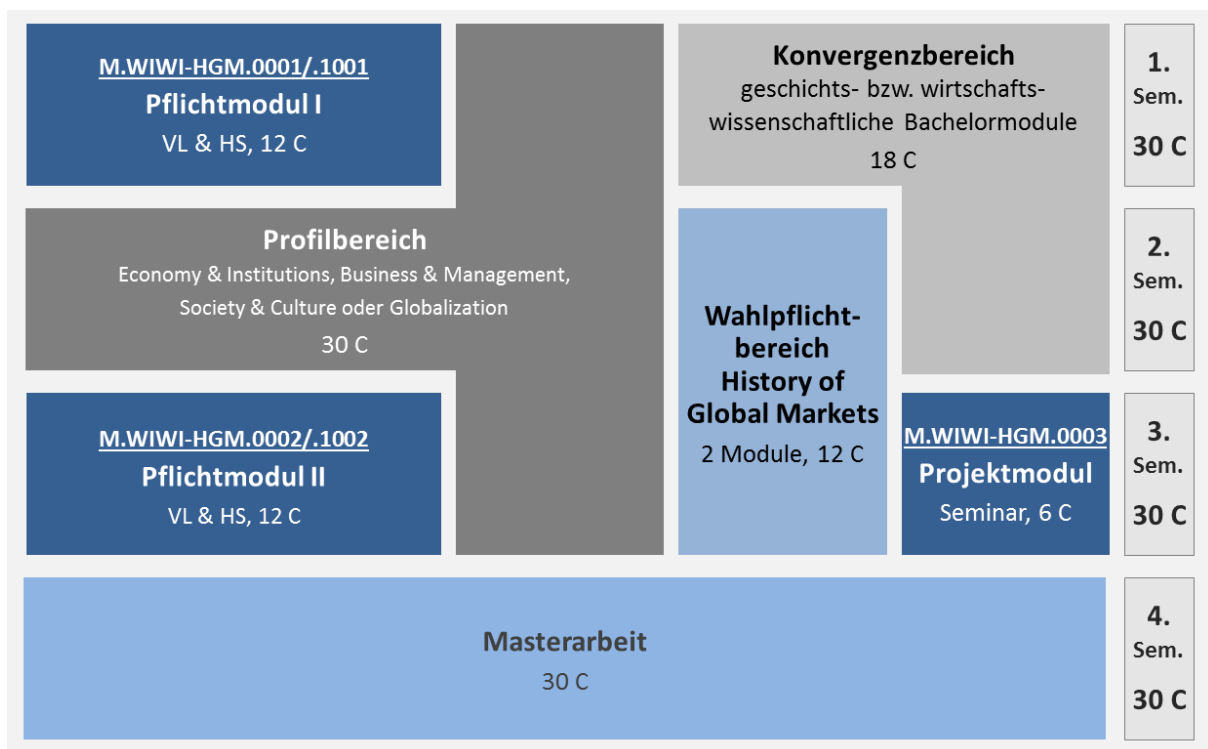 M.WIWI-HGM.0001/.1001
Pflichtmodul I
VL & HS, 12 C
Konvergenzbereich
geschichts- bzw. wirtschafts-
wissenschaftliche Bachelormodule
18 C
1.
Sem.
30 C
Profilbereich
Economy & Institutions, Business & Management,
Society & Culture oder Globalization
30 C
Wahlpflicht-
bereich
History of
Global Markets
2 Module, 12 C
2.
Sem.
30 C
M.WIWI-HGM.0002/.1002
Pflichtmodul II
VL & HS, 12 C
M.WIWI-HGM.0003
Projektmodul
Seminar, 6 C
3.
Sem.
30 C
Masterarbeit
30 C
4.
Sem.
30 C